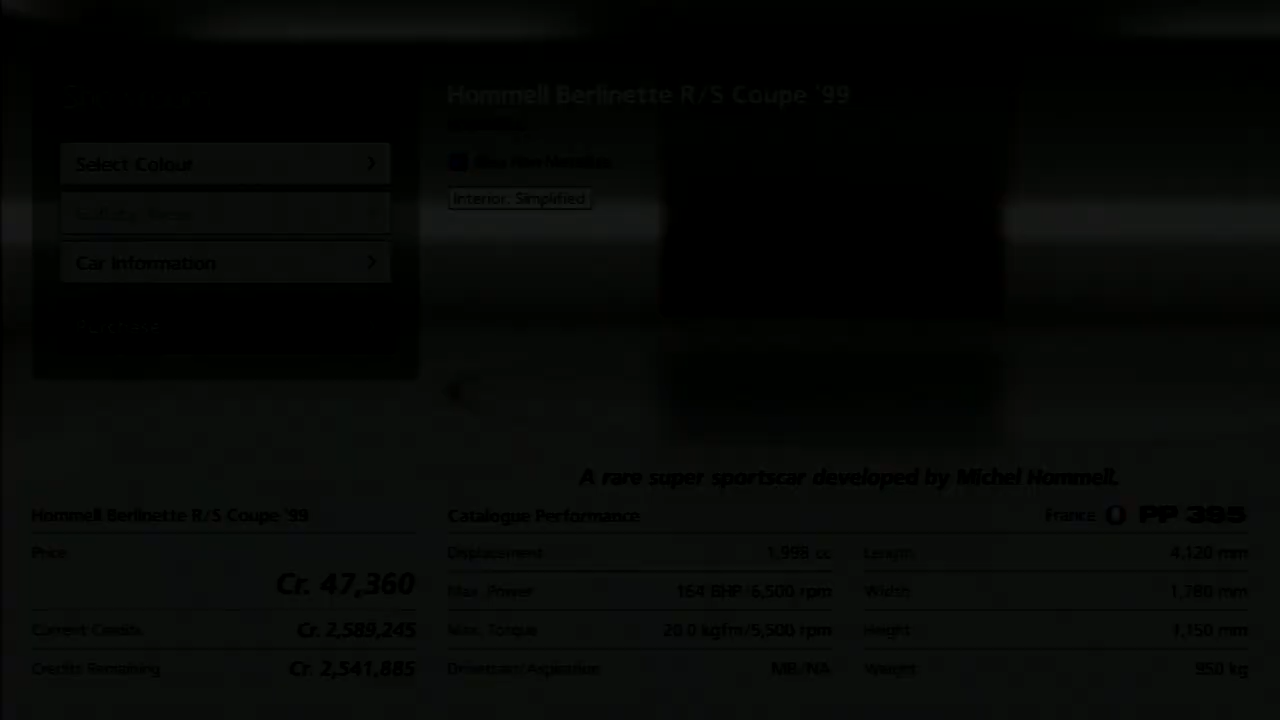 Hommell Berlinette R/S Coupe '99
Select Colour
Interior: Simplified
Car Information
Purchase
A rare super sportscar developed by Michel Hommell.
Hommell Berlinette R/S Coupe '99
Price
Cr. 47,360
Current Credits Cr. 2,589,245
Credits Remaining Cr. 2,541,885
Catalogue Performance France PP 395
Displacement 1,998 cc Length 4,120 mm
Max. Power 164 BHP/6,500 rpm Width 1,780 mm
Max. Torque 20.0 kgfm/5,500 rpm Height 1,150 mm
Drivetrain/Aspiration MR/NA Weight 950 kg